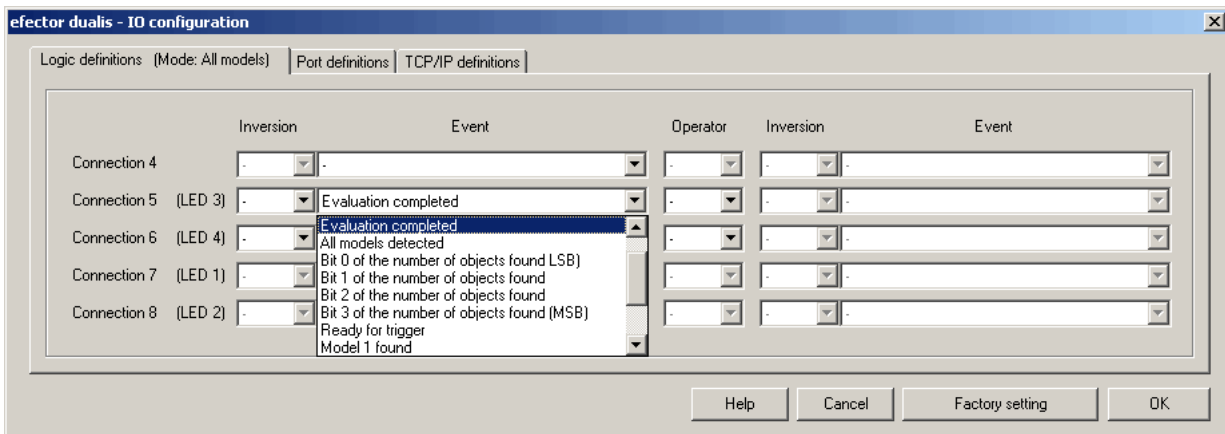 efector dualis - IO configuration
Logic definitions (Mode: All models) Port definitions TCP/IP definitions
Inversion Event Operator Inversion Event
Connection 4 - - - - -
Connection 5 (LED 3) - Evaluation completed - - -
Connection 6 (LED 4) - - - -
Connection 7 (LED 1) - - - -
Connection 8 (LED 2) - - - -
Evaluation completed
All models detected
Bit 0 of the number of objects found LSB)
Bit 1 of the number of objects found
Bit 2 of the number of objects found
Bit 3 of the number of objects found (MSB)
Ready for trigger
Model 1 found
Help Cancel Factory setting OK